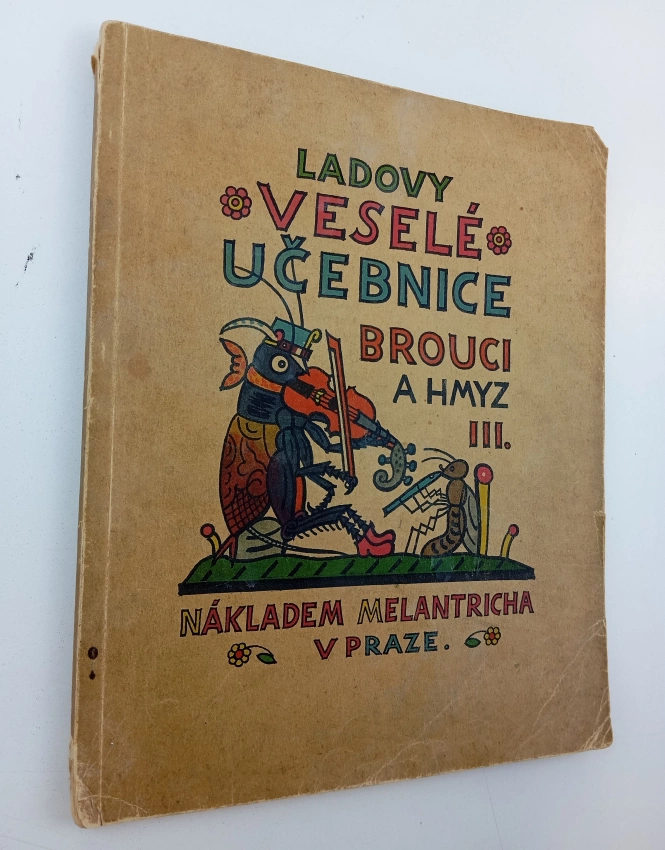 LADOVY
VESELÉ
UČEBNICE
BROUCI
A HMYZ
III.
NÁKLADEM MELANTRICHA
V PRAZE.